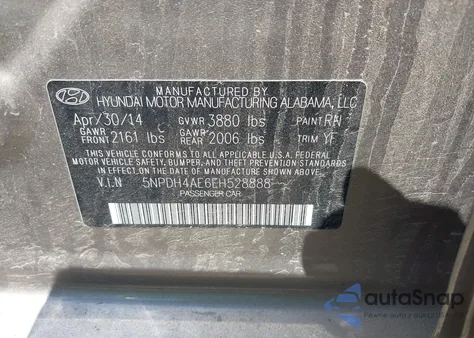 MANUFACTURED BY
HYUNDAI MOTOR MANUFACTURING ALABAMA, LLC
Apr/30/14 GVWR 3880 lbs PAINT RN
GAWR FRONT 2161 lbs GAWR REAR 2006 lbs TRIM YF
THIS VEHICLE CONFORMS TO ALL APPLICABLE U.S.A FEDERAL
MOTOR VEHICLE SAFETY, BUMPER, AND THEFT PREVENTION
STANDARDS IN EFFECT ON THE DATE OF MANUFACTURE SHOWN ABOVE.
V.I.N 5NPDH4AE6EH528888
PASSENGER CAR
autoSnap